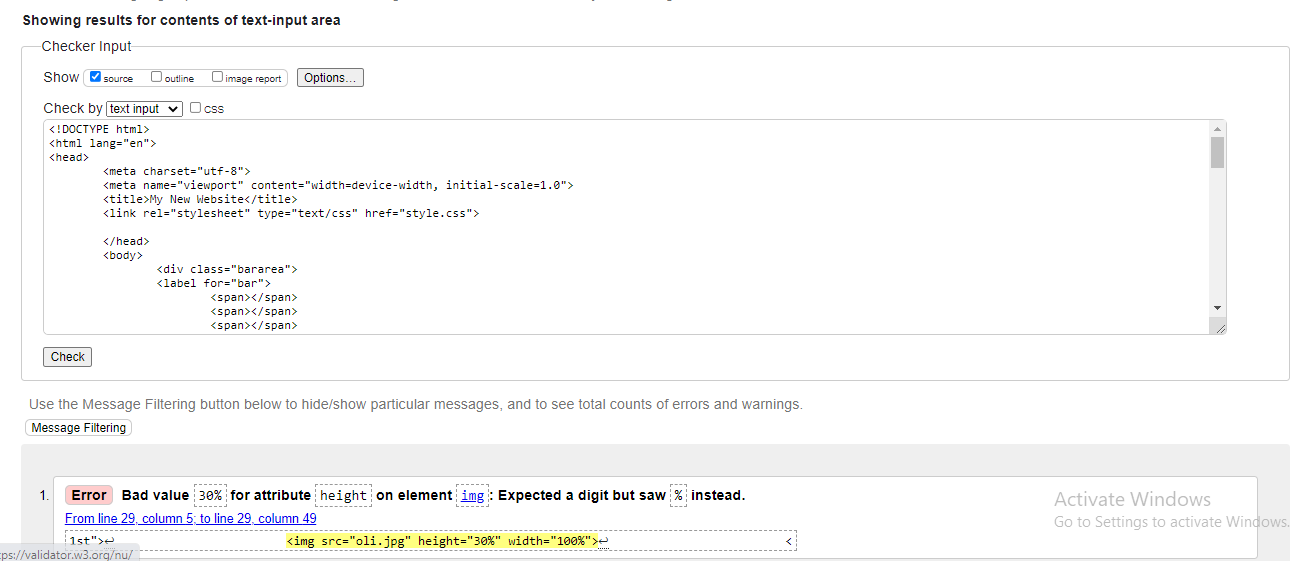 Showing results for contents of text-input area
Checker Input
Show source outline image report Options...
Check by text input css
<!DOCTYPE html>
<html lang="en">
<head>
<meta charset="utf-8">
<meta name="viewport" content="width=device-width, initial-scale=1.0">
<title>My New Website</title>
<link rel="stylesheet" type="text/css" href="style.css">
</head>
<body>
<div class="bararea">
<label for="bar">
<span></span>
<span></span>
<span></span>
Check
Use the Message Filtering button below to hide/show particular messages, and to see total counts of errors and warnings.
Message Filtering
1. Error Bad value 30% for attribute height on element img: Expected a digit but saw % instead.
From line 29, column 5; to line 29, column 49
1st">↩ <img src="oli.jpg" height="30%" width="100%">↩ <
Activate Windows
Go to Settings to activate Windows.
ps://validator.w3.org/nu/